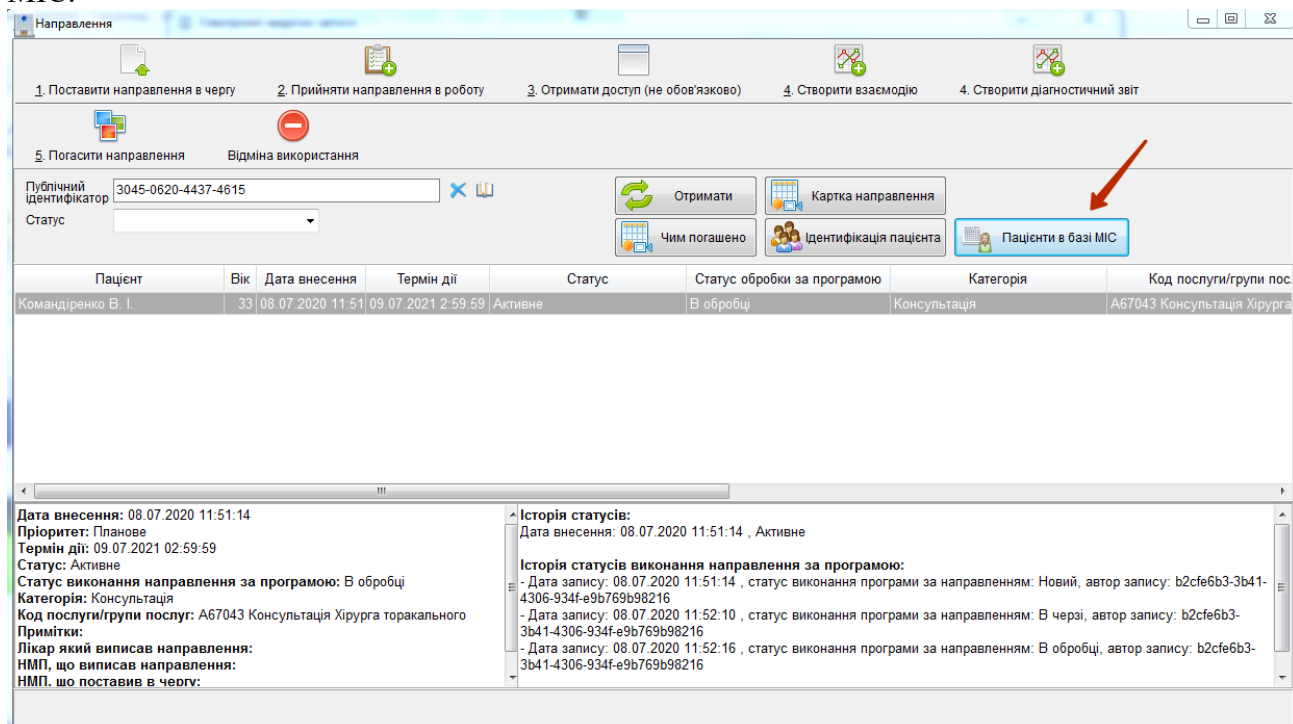 МІС.
Направлення
1. Поставити направлення в чергу
2. Прийняти направлення в роботу
3. Отримати доступ (не обов'язково)
4. Створити взаємодію
4. Створити діагностичний звіт
5. Погасити направлення
Відміна використання
Публічний
ідентифікатор
3045-0620-4437-4615
Статус
Отримати
Картка направлення
Чим погашено
Ідентифікація пацієнта
Пацієнти в базі МІС
Пацієнт Вік Дата внесення Термін дії Статус Статус обробки за програмою Категорія Код послуги/групи пос.
Командіренко В. І. 33 08.07.2020 11:51 09.07.2021 2:59:59 Активне В обробці Консультація А67043 Консультація Хірурга
Дата внесення: 08.07.2020 11:51:14
Пріоритет: Планове
Термін дії: 09.07.2021 02:59:59
Статус: Активне
Статус виконання направлення за програмою: В обробці
Категорія: Консультація
Код послуги/групи послуг: А67043 Консультація Хірурга торакального
Примітки:
Лікар який виписав направлення:
НМП, що виписав направлення:
НМП, що поставив в чергу:
Історія статусів:
Дата внесення: 08.07.2020 11:51:14 , Активне
Історія статусів виконання направлення за програмою:
- Дата запису: 08.07.2020 11:51:14 , статус виконання програми за направленням: Новий, автор запису: b2cfe6b3-3b41-
4306-934f-e9b769b98216
- Дата запису: 08.07.2020 11:52:10 , статус виконання програми за направленням: В черзі, автор запису: b2cfe6b3-
3b41-4306-934f-e9b769b98216
- Дата запису: 08.07.2020 11:52:16 , статус виконання програми за направленням: В обробці, автор запису: b2cfe6b3-
3b41-4306-934f-e9b769b98216